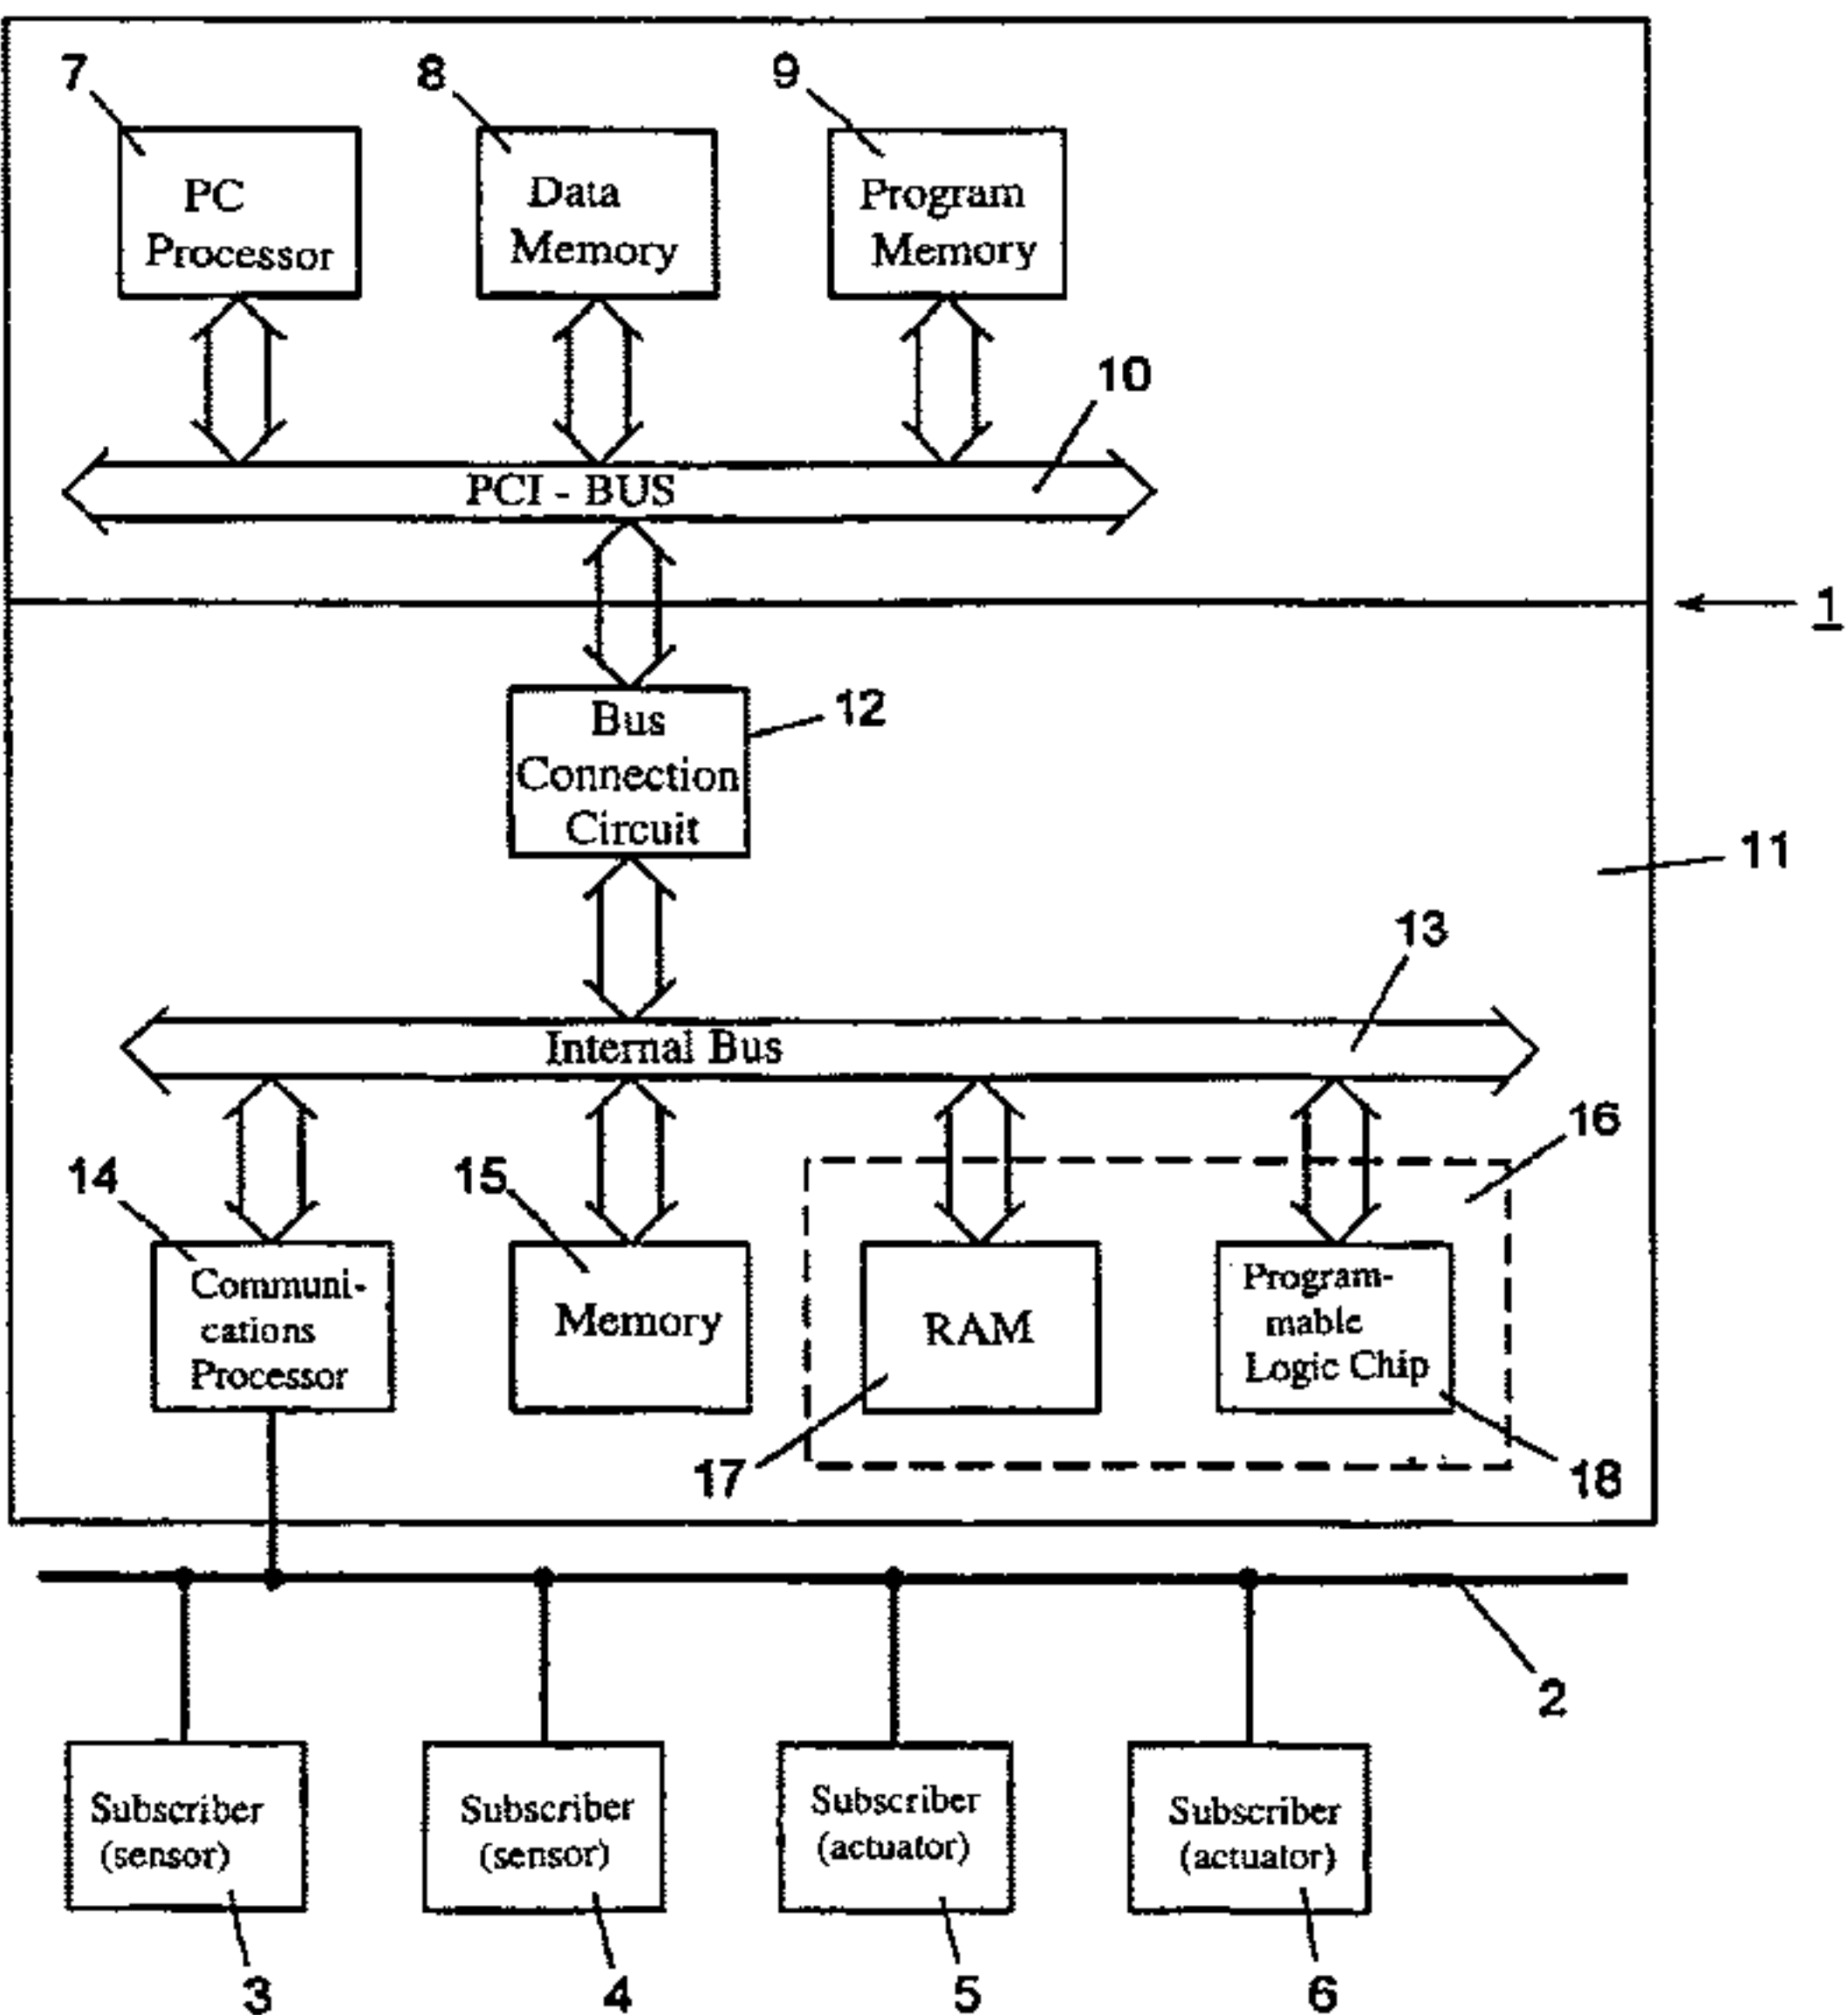 7
8
9
PC
Processor
Data
Memory
Program
Memory
10
PCI - BUS
1
Bus
Connection
Circuit
12
11
13
Internal Bus
16
14
15
Communi-
cations
Processor
Memory
RAM
Program-
mable
Logic Chip
17
18
2
Subscriber
(sensor)
Subscriber
(sensor)
Subscriber
(actuator)
Subscriber
(actuator)
3
4
5
6